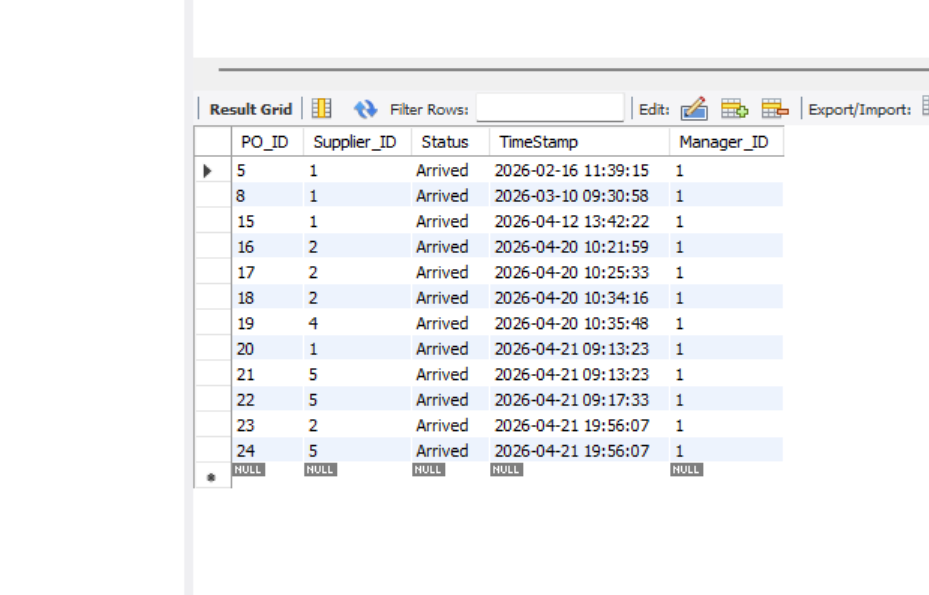 Result Grid Filter Rows: Edit: Export/Import:
PO_ID Supplier_ID Status TimeStamp Manager_ID
5 1 Arrived 2026-02-16 11:39:15 1
8 1 Arrived 2026-03-10 09:30:58 1
15 1 Arrived 2026-04-12 13:42:22 1
16 2 Arrived 2026-04-20 10:21:59 1
17 2 Arrived 2026-04-20 10:25:33 1
18 2 Arrived 2026-04-20 10:34:16 1
19 4 Arrived 2026-04-20 10:35:48 1
20 1 Arrived 2026-04-21 09:13:23 1
21 5 Arrived 2026-04-21 09:13:23 1
22 5 Arrived 2026-04-21 09:17:33 1
23 2 Arrived 2026-04-21 19:56:07 1
24 5 Arrived 2026-04-21 19:56:07 1
NULL NULL NULL NULL NULL